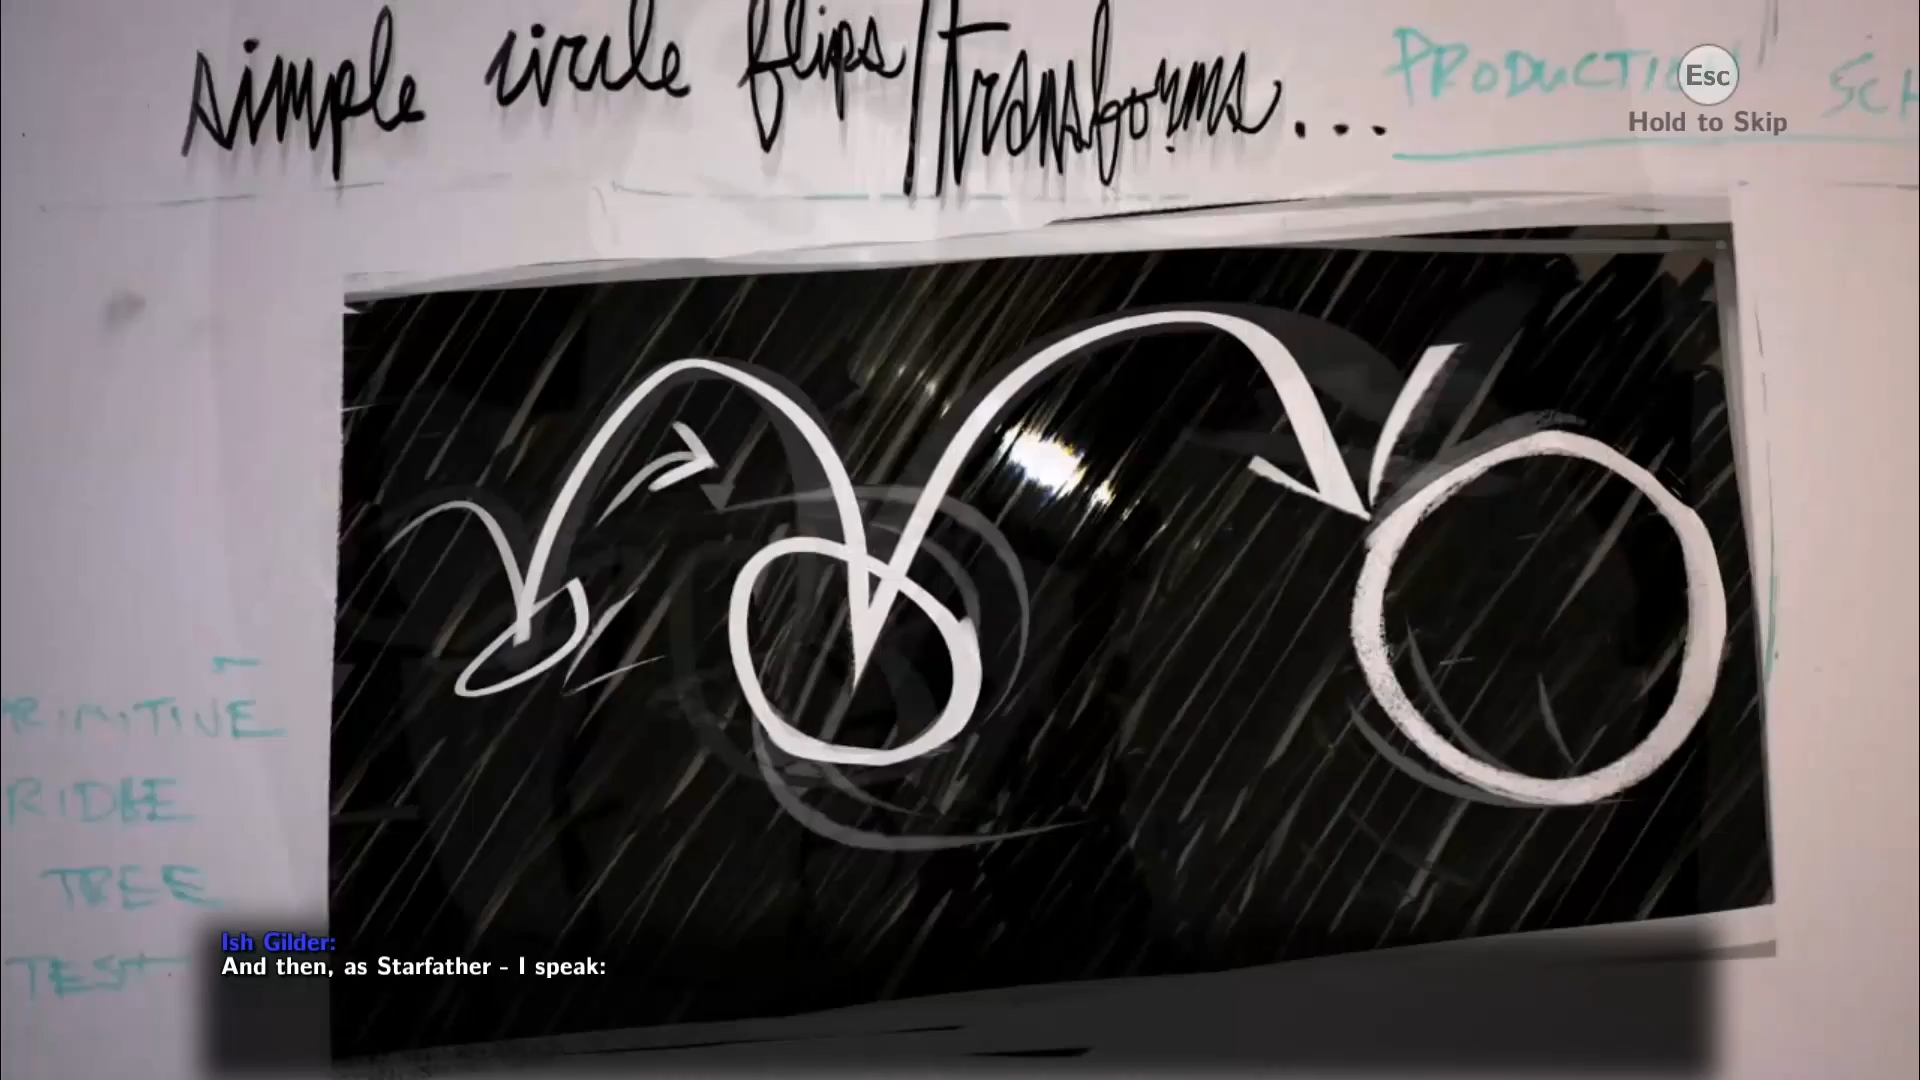 simple circle flips/transforms...
PRODUCTI
SCH
Esc
Hold to Skip
RIMITIVE
TREE
TEST
Ish Gilder:
And then, as Starfather - I speak: